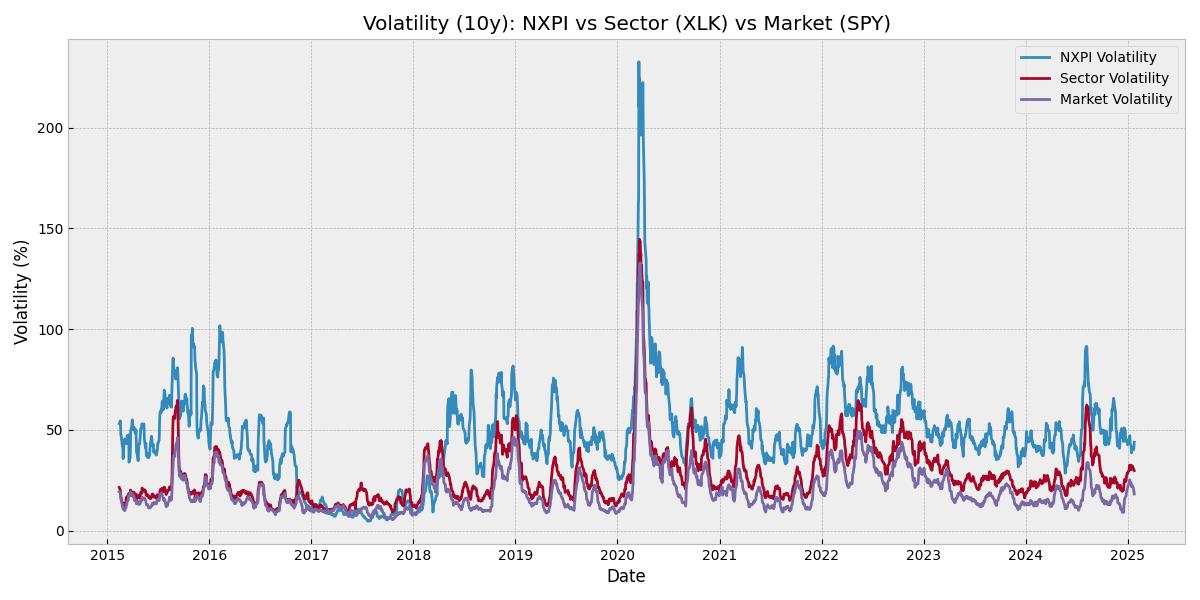 Volatility (10y): NXPI vs Sector (XLK) vs Market (SPY)
NXPI Volatility
Sector Volatility
Market Volatility
Volatility (%)
200
150
100
50
0
2015 2016 2017 2018 2019 2020 2021 2022 2023 2024 2025
Date